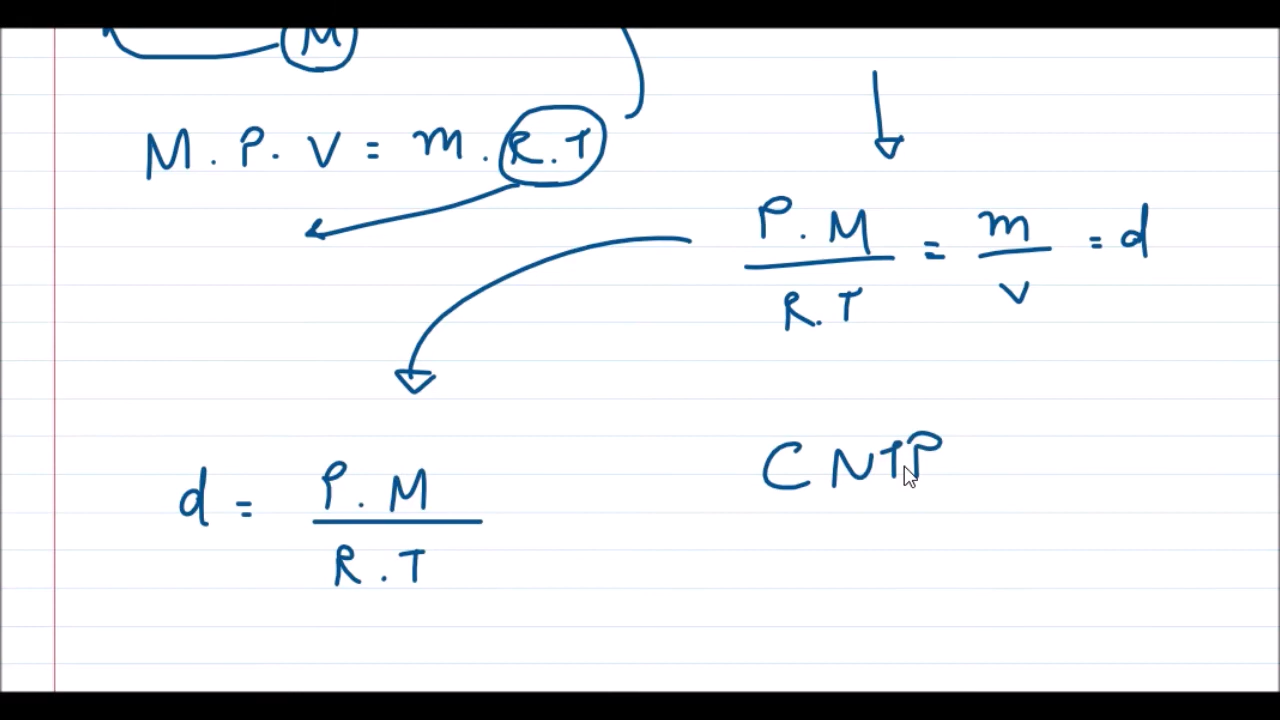 M
M . P . V = m . R . T
P . M / R . T = m / v = d
d = P . M / R . T
CNTP